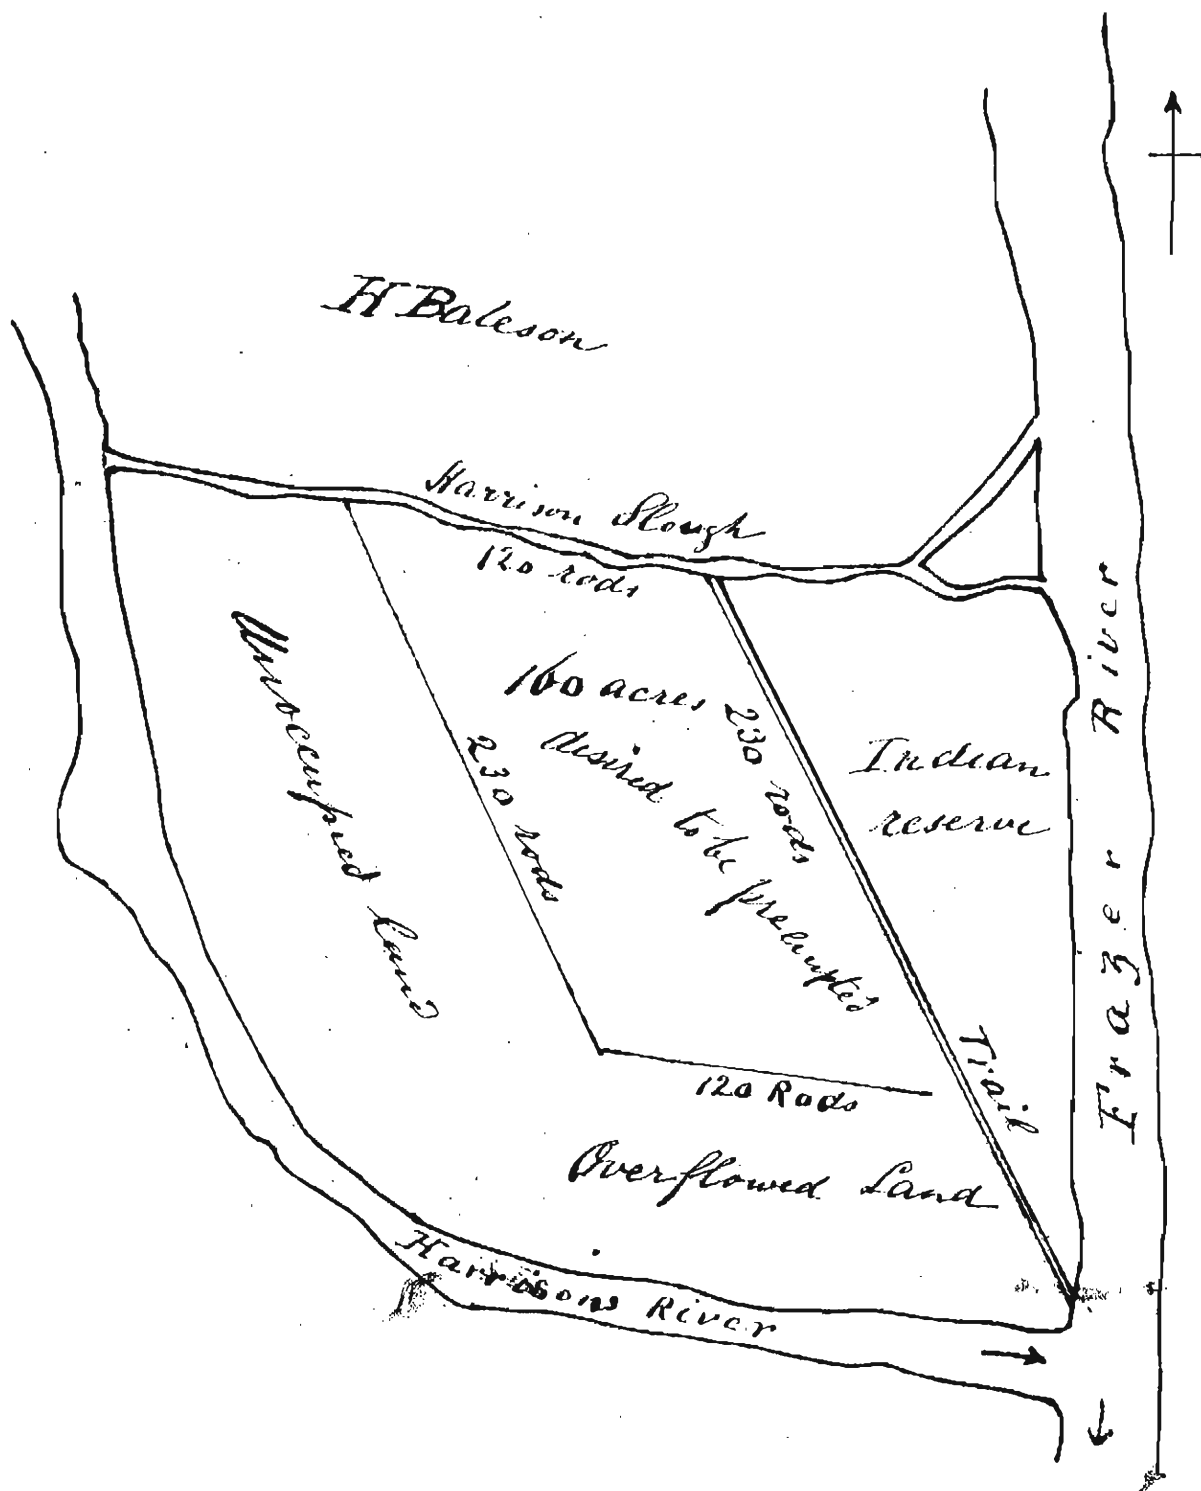 H Baleson
Harrison Slough
120 rods
160 acres
desired to be preempted
230 rods
230 rods
Unoccupied Land
Indian
reserve
Frazer River
Trail
120 Rods
Overflowed Land
Harrisons River